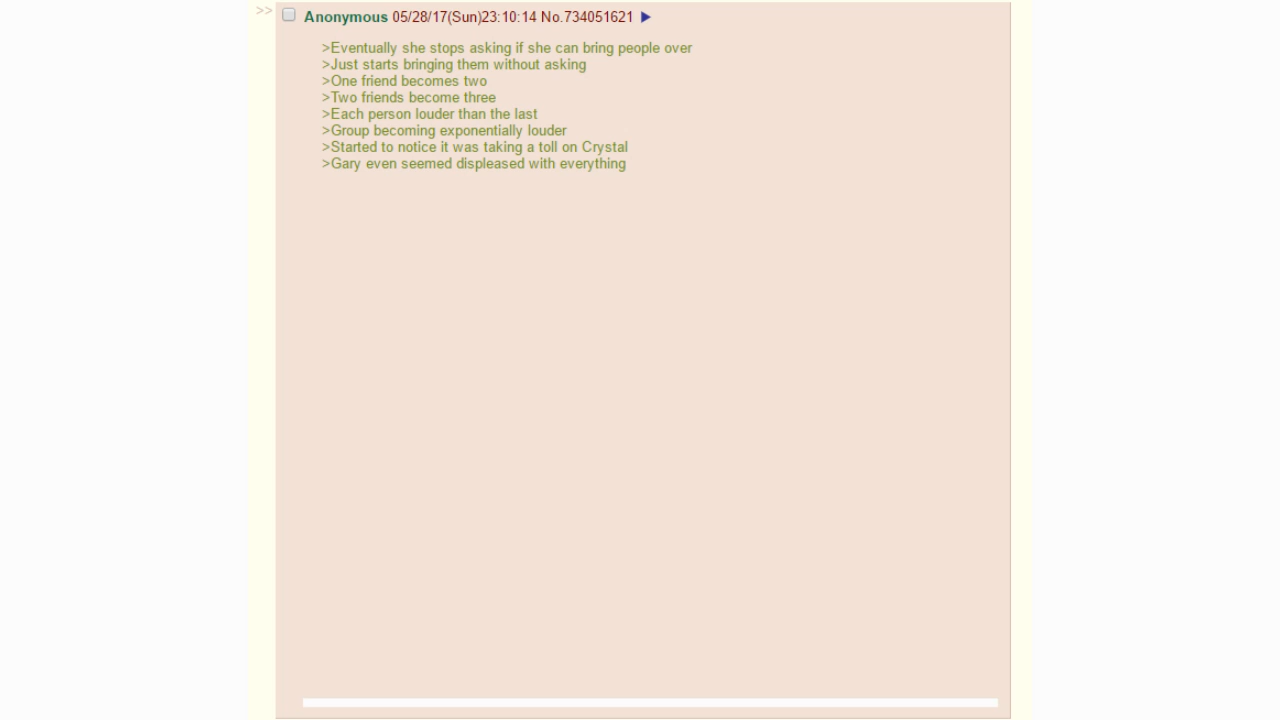 >> Anonymous 05/28/17(Sun)23:10:14 No.734051621 ▶
>Eventually she stops asking if she can bring people over
>Just starts bringing them without asking
>One friend becomes two
>Two friends become three
>Each person louder than the last
>Group becoming exponentially louder
>Started to notice it was taking a toll on Crystal
>Gary even seemed displeased with everything